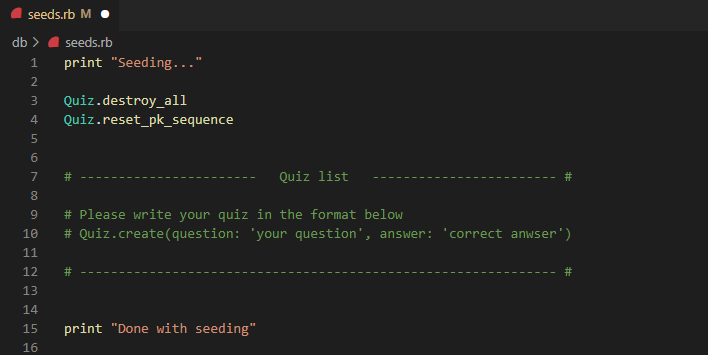 seeds.rb M
db > seeds.rb
1 print "Seeding..."
2
3 Quiz.destroy_all
4 Quiz.reset_pk_sequence
5
6
7 # ----------------------- Quiz list ------------------------ #
8
9 # Please write your quiz in the format below
10 # Quiz.create(question: 'your question', answer: 'correct anwser')
11
12 # -------------------------------------------------------------- #
13
14
15 print "Done with seeding"
16